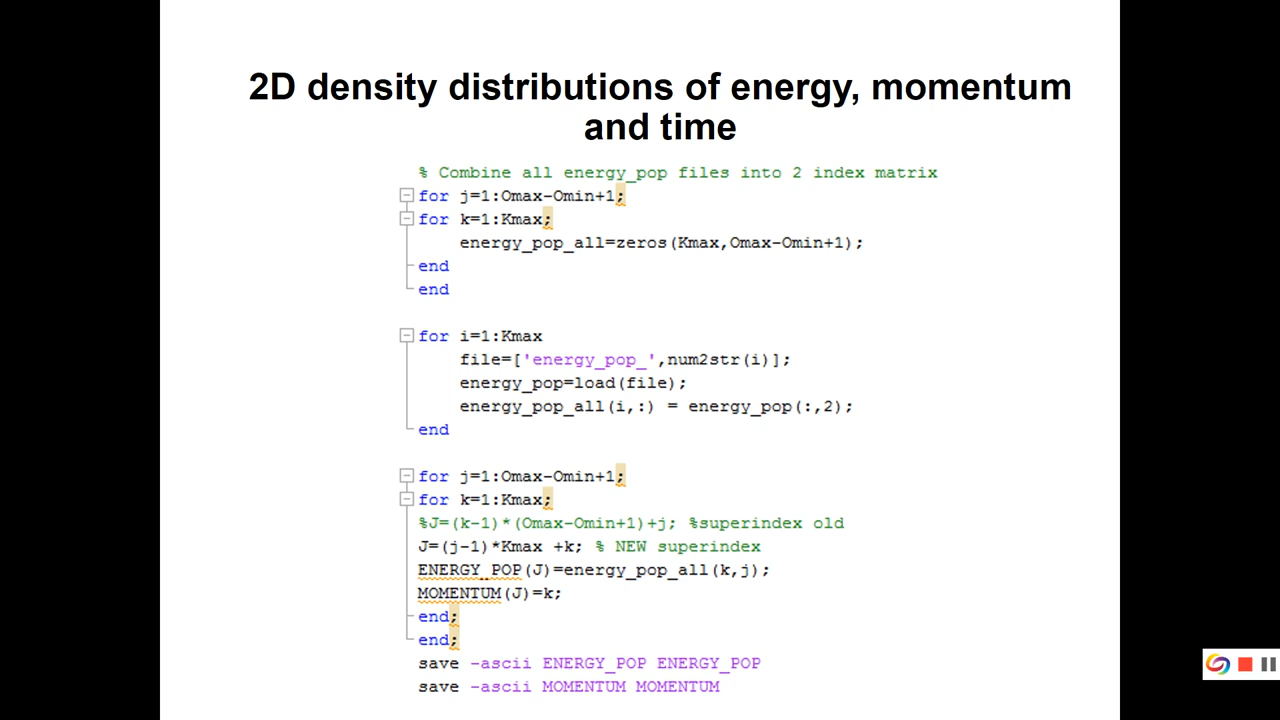 2D density distributions of energy, momentum
and time
% Combine all energy_pop files into 2 index matrix
for j=1:Omax-Omin+1;
for k=1:Kmax;
energy_pop_all=zeros(Kmax,Omax-Omin+1);
end
end
for i=1:Kmax
file=['energy_pop_',num2str(i)];
energy_pop=load(file);
energy_pop_all(i,:) = energy_pop(:,2);
end
for j=1:Omax-Omin+1;
for k=1:Kmax;
%J=(k-1)*(Omax-Omin+1)+j; %superindex old
J=(j-1)*Kmax +k; % NEW superindex
ENERGY_POP(J)=energy_pop_all(k,j);
MOMENTUM(J)=k;
end;
end;
save -ascii ENERGY_POP ENERGY_POP
save -ascii MOMENTUM MOMENTUM